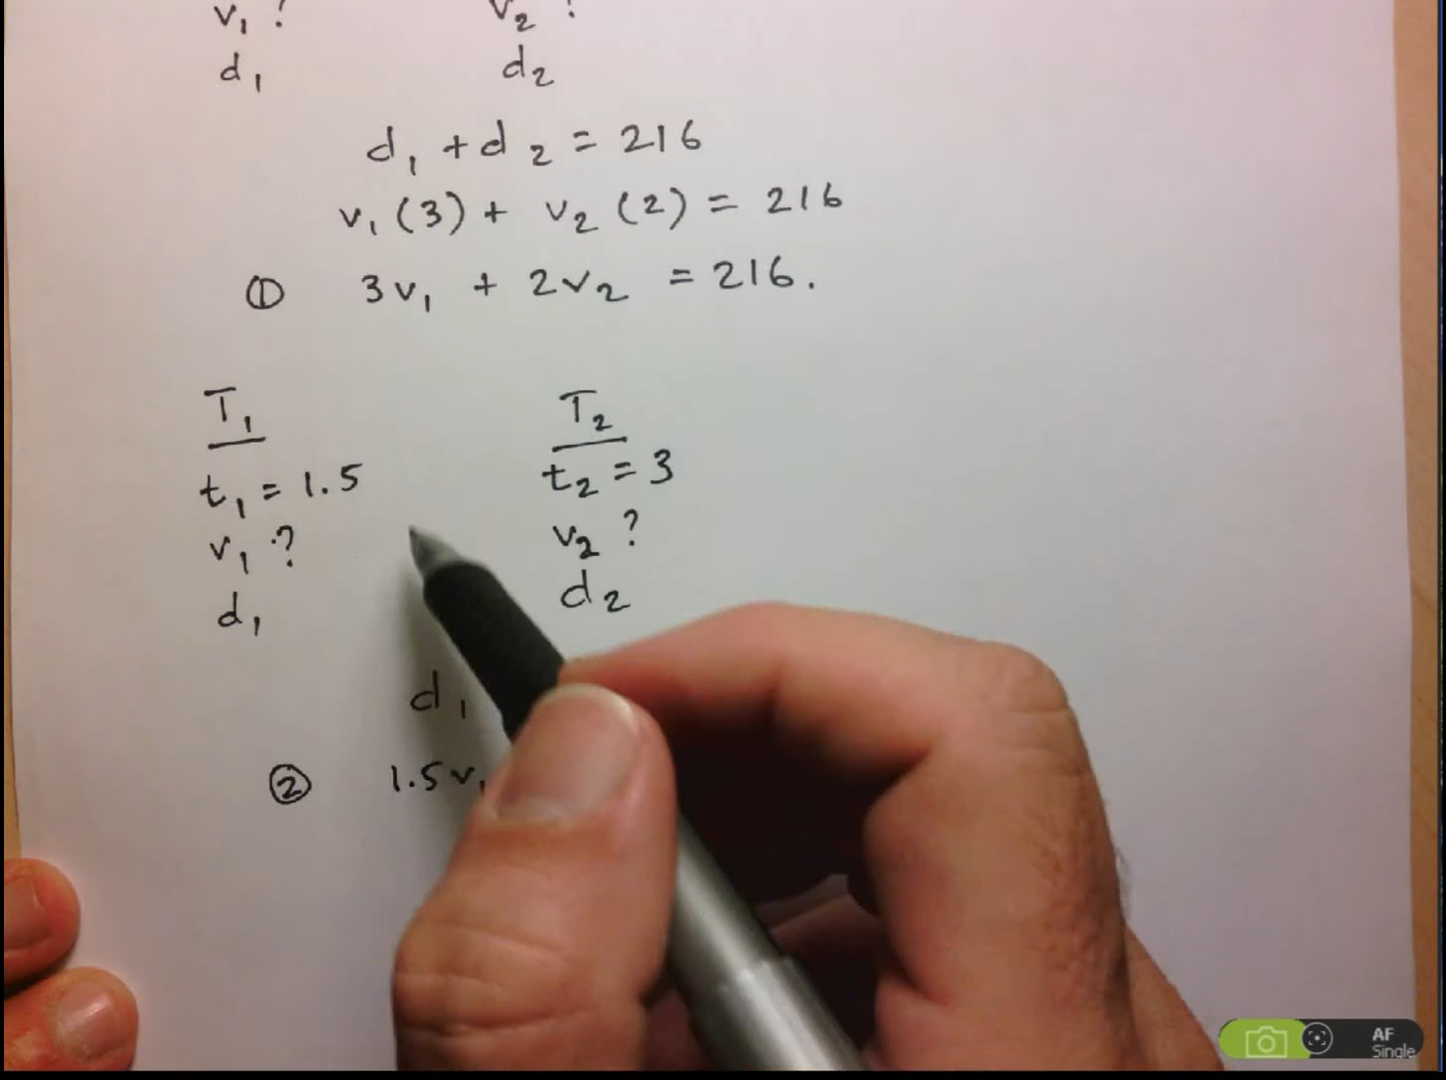 v₁ ? v₂ ?
d₁ d₂
d₁ + d₂ = 216
v₁ (3) + v₂ (2) = 216
① 3v₁ + 2v₂ = 216.
T₁ T₂
t₁ = 1.5 t₂ = 3
v₁ ? v₂ ?
d₁ d₂
d₁
② 1.5v₁
AF
Single